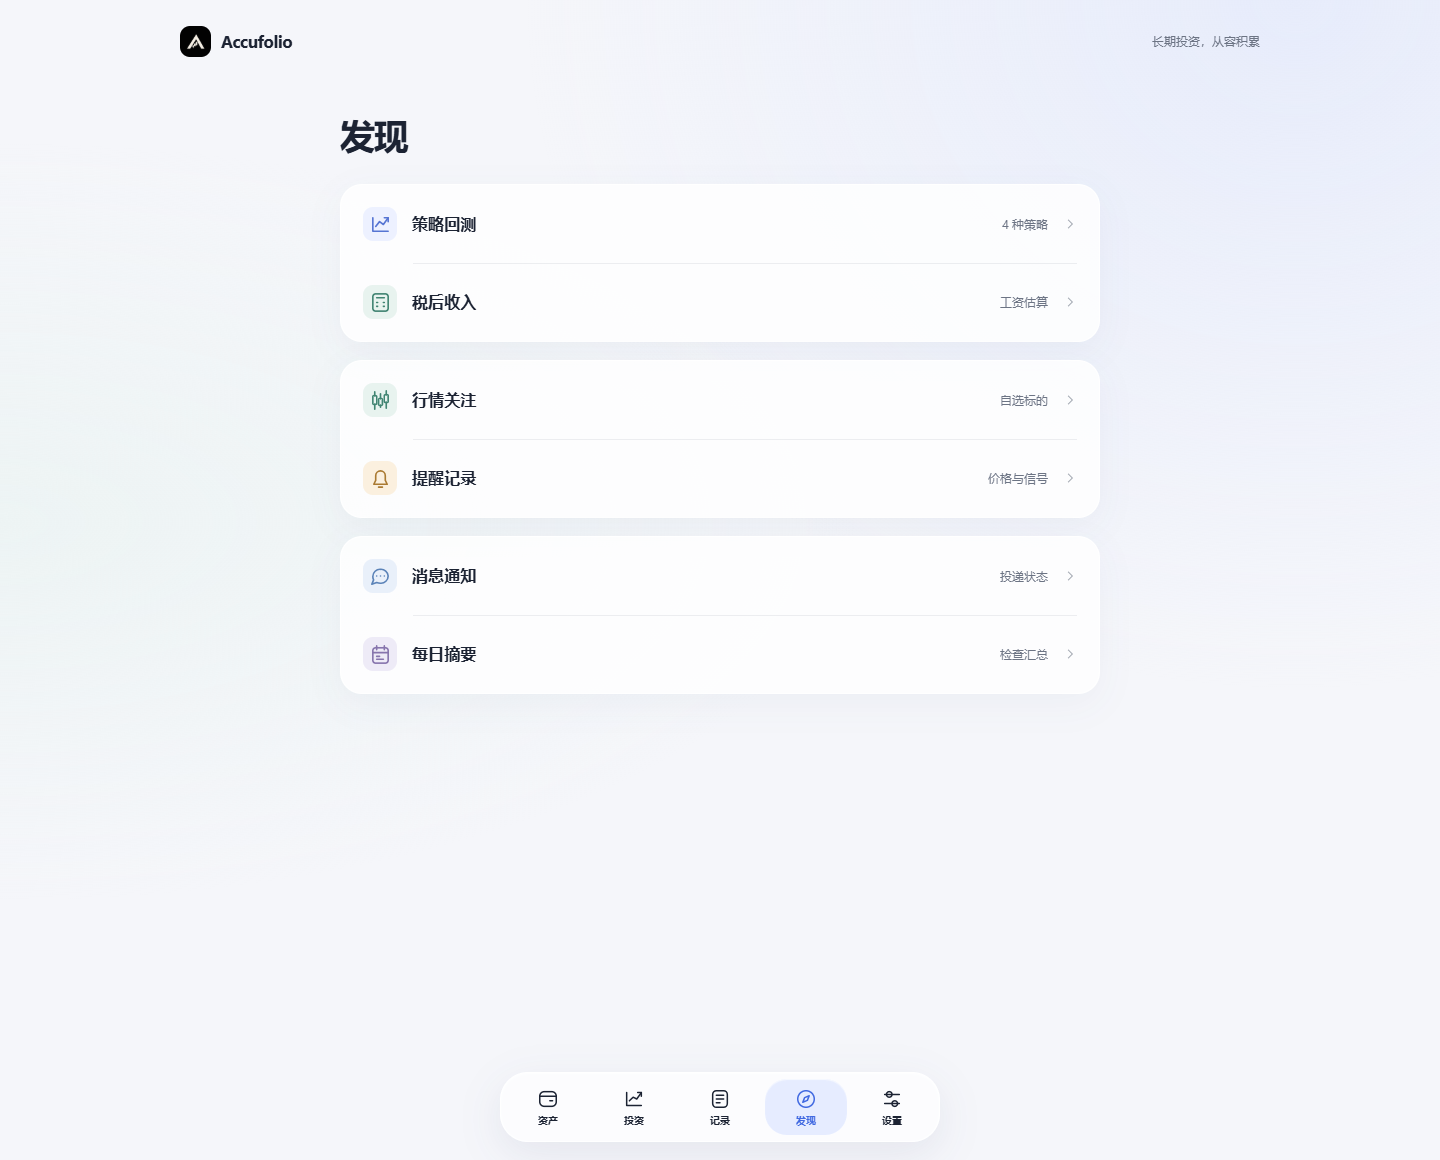 Accufolio
长期投资，从容积累
发现
策略回测
4 种策略
税后收入
工资估算
行情关注
自选标的
提醒记录
价格与信号
消息通知
投递状态
每日摘要
检查汇总
资产
投资
记录
发现
设置